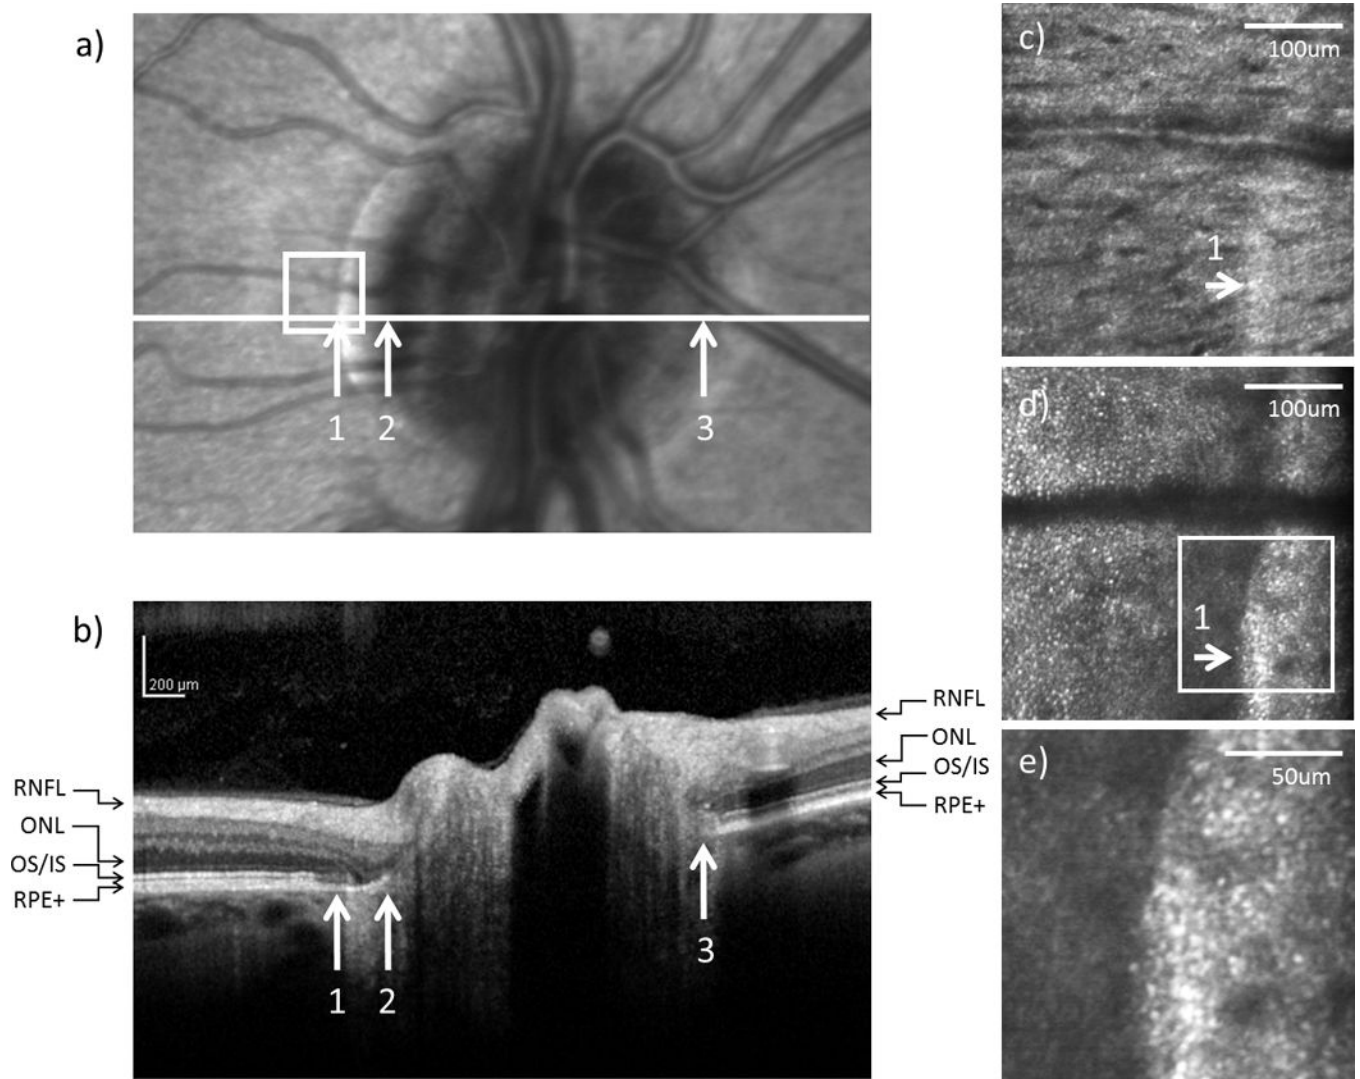 a)
1
2
3
b)
200 µm
RNFL
ONL
OS/IS
RPE+
1
2
3
RNFL
ONL
OS/IS
RPE+
c)
100um
1
d)
100um
1
e)
50um